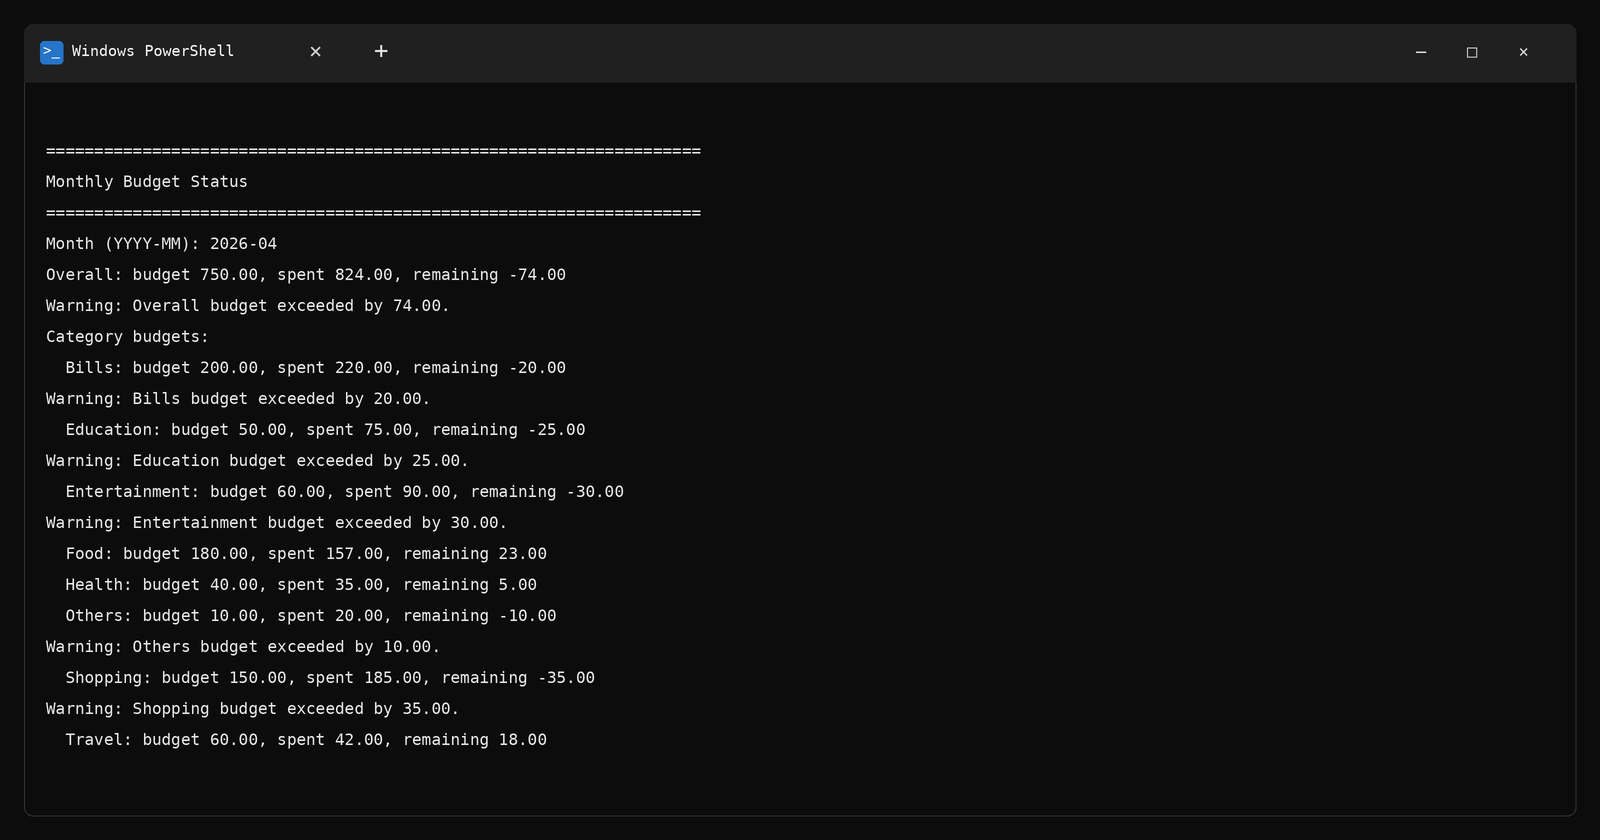 >_ Windows PowerShell
====================================================================
Monthly Budget Status
====================================================================
Month (YYYY-MM): 2026-04
Overall: budget 750.00, spent 824.00, remaining -74.00
Warning: Overall budget exceeded by 74.00.
Category budgets:
  Bills: budget 200.00, spent 220.00, remaining -20.00
Warning: Bills budget exceeded by 20.00.
  Education: budget 50.00, spent 75.00, remaining -25.00
Warning: Education budget exceeded by 25.00.
  Entertainment: budget 60.00, spent 90.00, remaining -30.00
Warning: Entertainment budget exceeded by 30.00.
  Food: budget 180.00, spent 157.00, remaining 23.00
  Health: budget 40.00, spent 35.00, remaining 5.00
  Others: budget 10.00, spent 20.00, remaining -10.00
Warning: Others budget exceeded by 10.00.
  Shopping: budget 150.00, spent 185.00, remaining -35.00
Warning: Shopping budget exceeded by 35.00.
  Travel: budget 60.00, spent 42.00, remaining 18.00